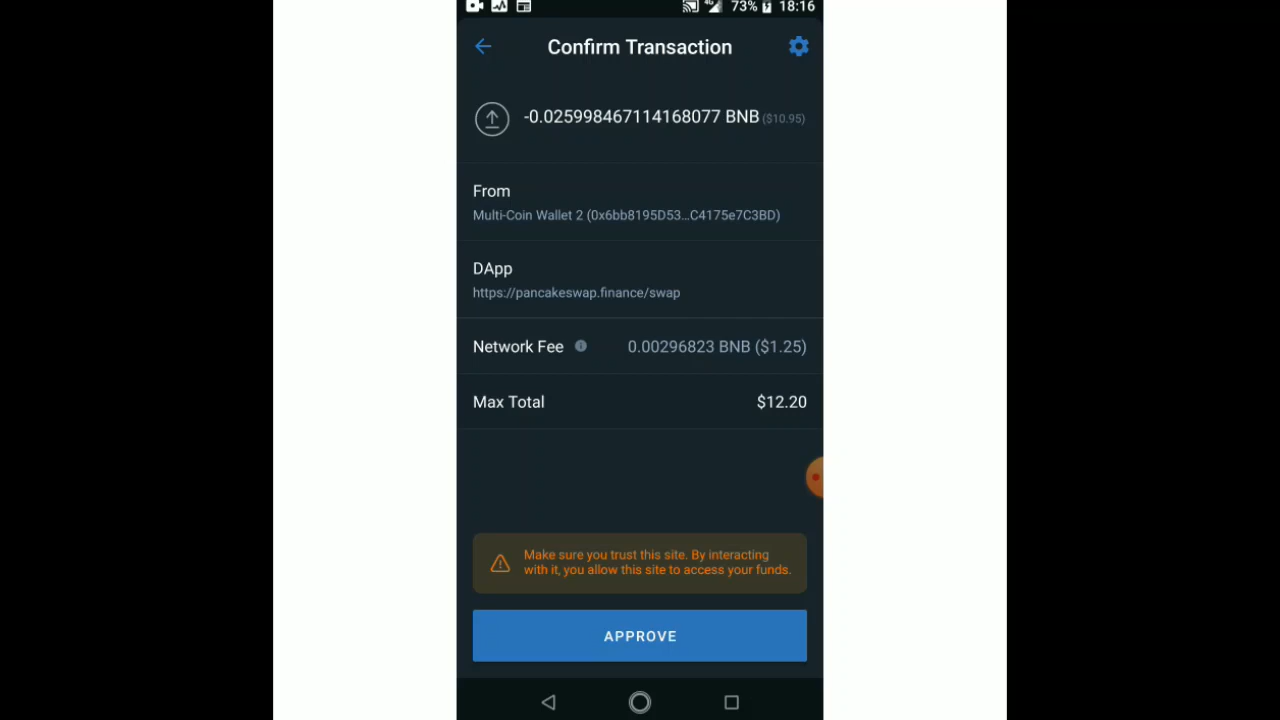 4G 73% 18:16
Confirm Transaction
-0.025998467114168077 BNB ($10.95)
From
Multi-Coin Wallet 2 (0x6bb8195D53...C4175e7C3BD)
DApp
https://pancakeswap.finance/swap
Network Fee 0.00296823 BNB ($1.25)
Max Total $12.20
Make sure you trust this site. By interacting
with it, you allow this site to access your funds.
APPROVE